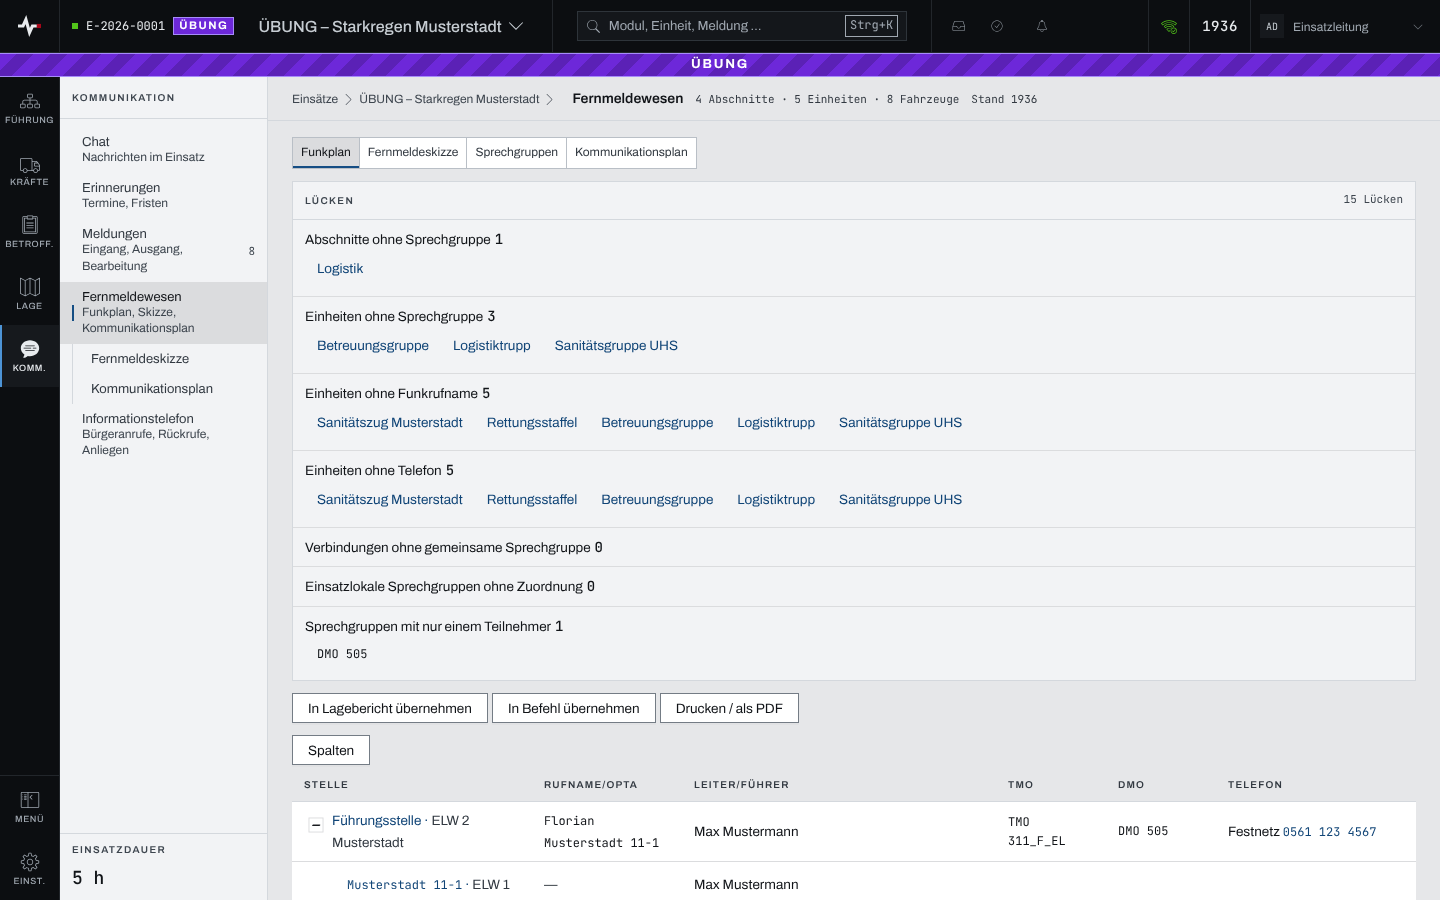 E-2026-0001 ÜBUNG ÜBUNG – Starkregen Musterstadt Modul, Einheit, Meldung ... Strg+K 1936 AD Einsatzleitung
ÜBUNG
FÜHRUNG
KRÄFTE
BETROFF.
LAGE
KOMM.
MENÜ
EINST.
KOMMUNIKATION
Chat
Nachrichten im Einsatz
Erinnerungen
Termine, Fristen
Meldungen
Eingang, Ausgang,
Bearbeitung
8
Fernmeldewesen
Funkplan, Skizze,
Kommunikationsplan
Fernmeldeskizze
Kommunikationsplan
Informationstelefon
Bürgeranrufe, Rückrufe,
Anliegen
EINSATZDAUER
5 h
Einsätze ÜBUNG – Starkregen Musterstadt Fernmeldewesen 4 Abschnitte · 5 Einheiten · 8 Fahrzeuge Stand 1936
Funkplan Fernmeldeskizze Sprechgruppen Kommunikationsplan
LÜCKEN 15 Lücken
Abschnitte ohne Sprechgruppe 1
Logistik
Einheiten ohne Sprechgruppe 3
Betreuungsgruppe Logistiktrupp Sanitätsgruppe UHS
Einheiten ohne Funkrufname 5
Sanitätszug Musterstadt Rettungsstaffel Betreuungsgruppe Logistiktrupp Sanitätsgruppe UHS
Einheiten ohne Telefon 5
Sanitätszug Musterstadt Rettungsstaffel Betreuungsgruppe Logistiktrupp Sanitätsgruppe UHS
Verbindungen ohne gemeinsame Sprechgruppe 0
Einsatzlokale Sprechgruppen ohne Zuordnung 0
Sprechgruppen mit nur einem Teilnehmer 1
DMO 505
In Lagebericht übernehmen In Befehl übernehmen Drucken / als PDF
Spalten
STELLE RUFNAME/OPTA LEITER/FÜHRER TMO DMO TELEFON
Führungsstelle · ELW 2
Musterstadt
Florian
Musterstadt 11-1
Max Mustermann
TMO
311_F_EL
DMO 505
Festnetz 0561 123 4567
Musterstadt 11-1 · ELW 1 — Max Mustermann